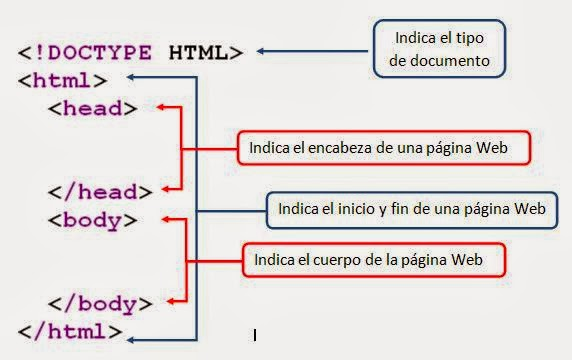 Indica el tipo
de documento
<!DOCTYPE HTML>
<html>
<head>
Indica el encabeza de una página Web
</head>
Indica el inicio y fin de una página Web
<body>
Indica el cuerpo de la página Web
</body>
</html>